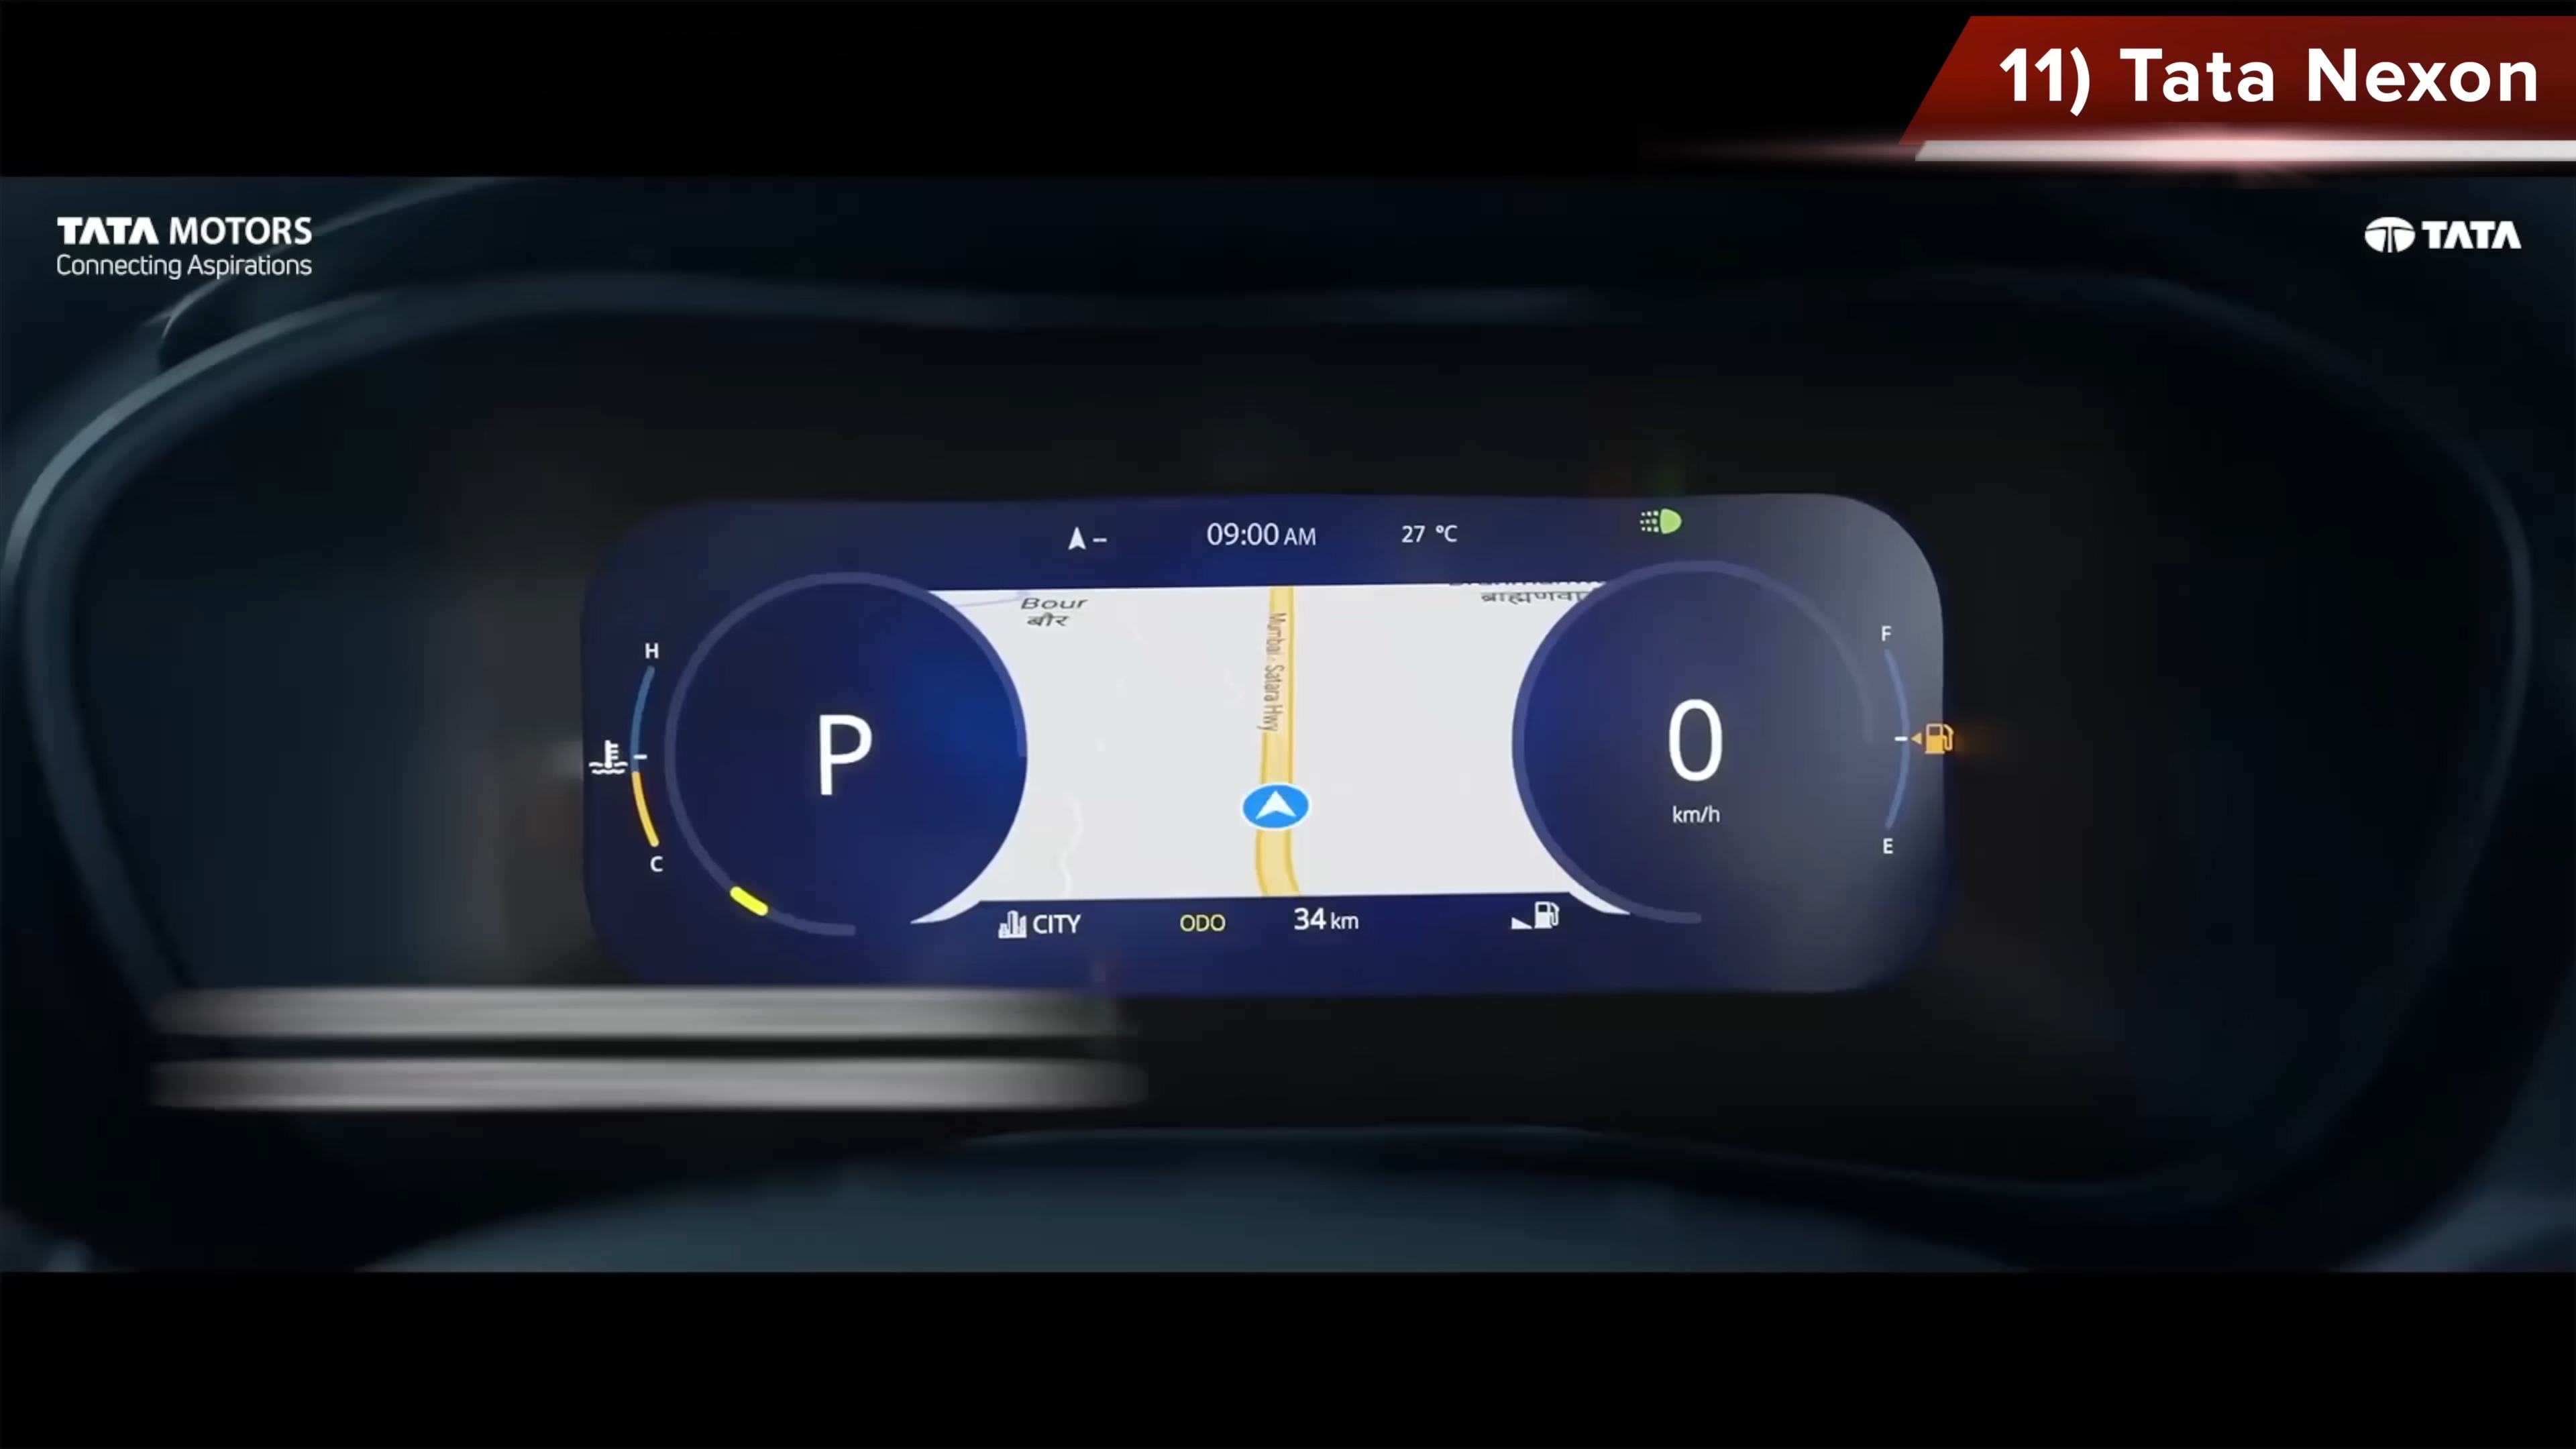 11) Tata Nexon
TATA MOTORS
Connecting Aspirations
TATA
--
09:00 AM
27 °C
Bour
बौर
H
F
Mumbai - Satara Hwy
P
0
km/h
C
E
CITY
ODO
34 km